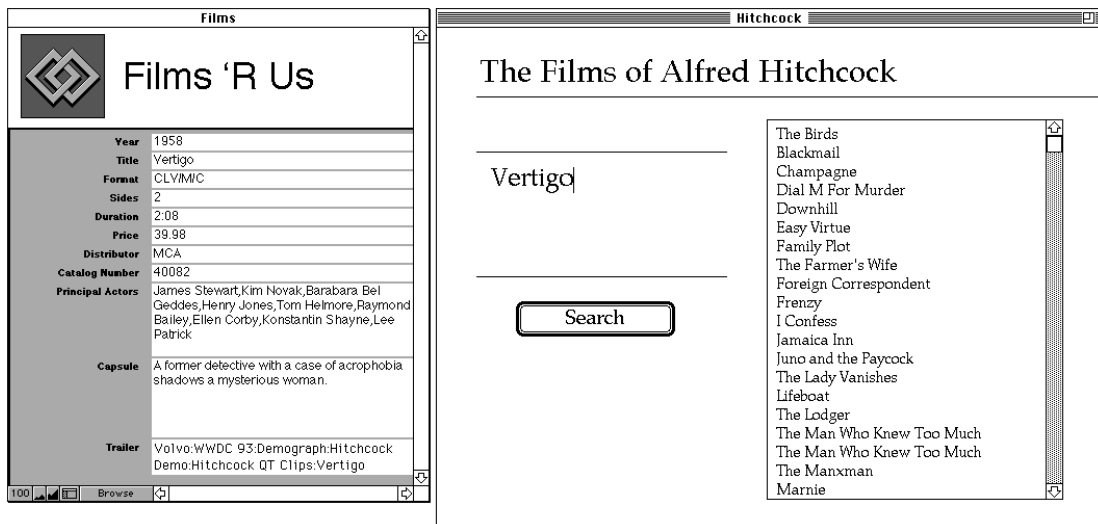 Films
Films ‘R Us
Year 1958
Title Vertigo
Format CLV/M/C
Sides 2
Duration 2:08
Price 39.98
Distributor MCA
Catalog Number 40082
Principal Actors James Stewart,Kim Novak,Barabara Bel
Geddes,Henry Jones,Tom Helmore,Raymond
Bailey,Ellen Corby,Konstantin Shayne,Lee
Patrick
Capsule A former detective with a case of acrophobia
shadows a mysterious woman.
Trailer Volvo:WWDC 93:Demograph:Hitchcock
Demo:Hitchcock QT Clips:Vertigo
100 Browse
Hitchcock
The Films of Alfred Hitchcock
Vertigo
Search
The Birds
Blackmail
Champagne
Dial M For Murder
Downhill
Easy Virtue
Family Plot
The Farmer's Wife
Foreign Correspondent
Frenzy
I Confess
Jamaica Inn
Juno and the Paycock
The Lady Vanishes
Lifeboat
The Lodger
The Man Who Knew Too Much
The Man Who Knew Too Much
The Manxman
Marnie